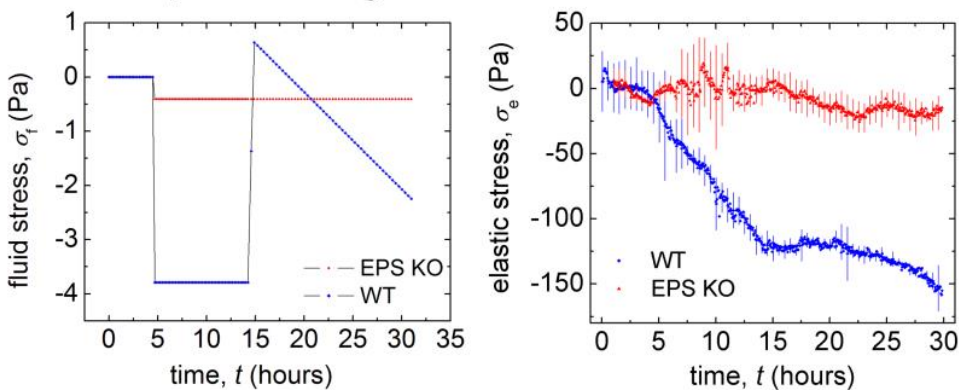 1
0
-1
-2
-3
-4
fluid stress, σf (Pa)
EPS KO
WT
0 5 10 15 20 25 30 35
time, t (hours)
50
0
-50
-100
-150
elastic stress, σe (Pa)
WT
EPS KO
0 5 10 15 20 25 30
time, t (hours)